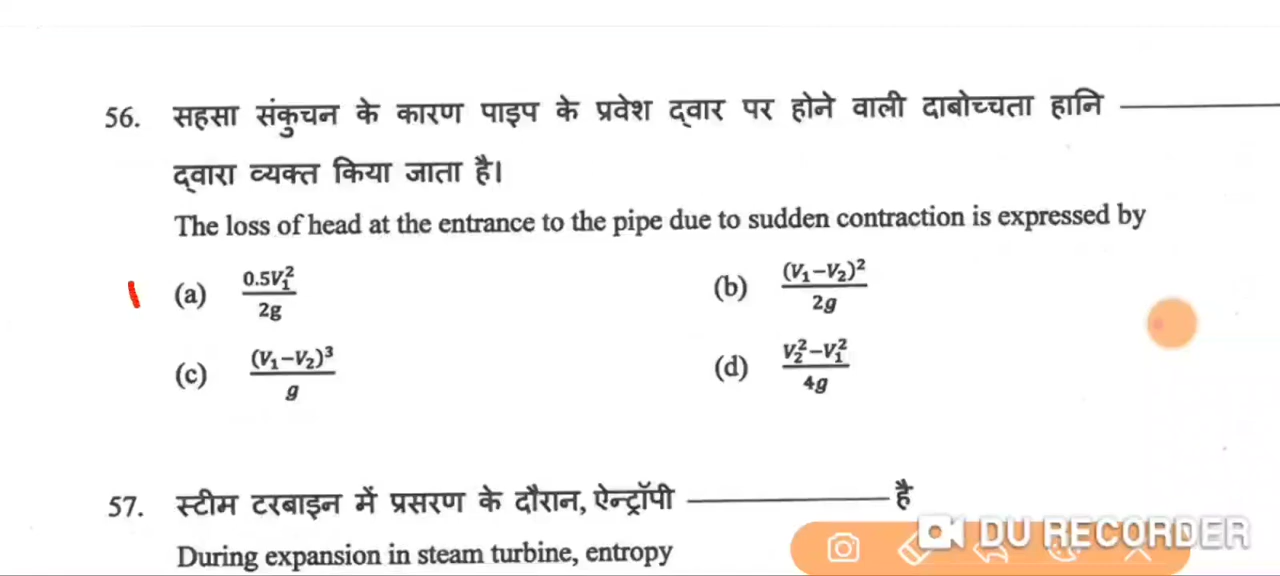 56. सहसा संकुचन के कारण पाइप के प्रवेश द्वार पर होने वाली दाबोच्चता हानि ————
द्वारा व्यक्त किया जाता है।
The loss of head at the entrance to the pipe due to sudden contraction is expressed by
(a) 0.5V₁²/2g (b) (V₁−V₂)²/2g
(c) (V₁−V₂)³/g (d) V₂²−V₁²/4g
57. स्टीम टरबाइन में प्रसरण के दौरान, ऐन्ट्रॉपी ———— है
During expansion in steam turbine, entropy
DU RECORDER